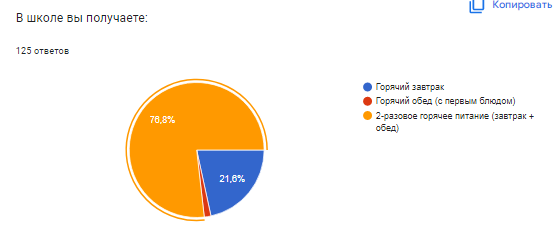 Копировать
В школе вы получаете:
125 ответов
76,8%
21,6%
Горячий завтрак
Горячий обед (с первым блюдом)
2-разовое горячее питание (завтрак +
обед)